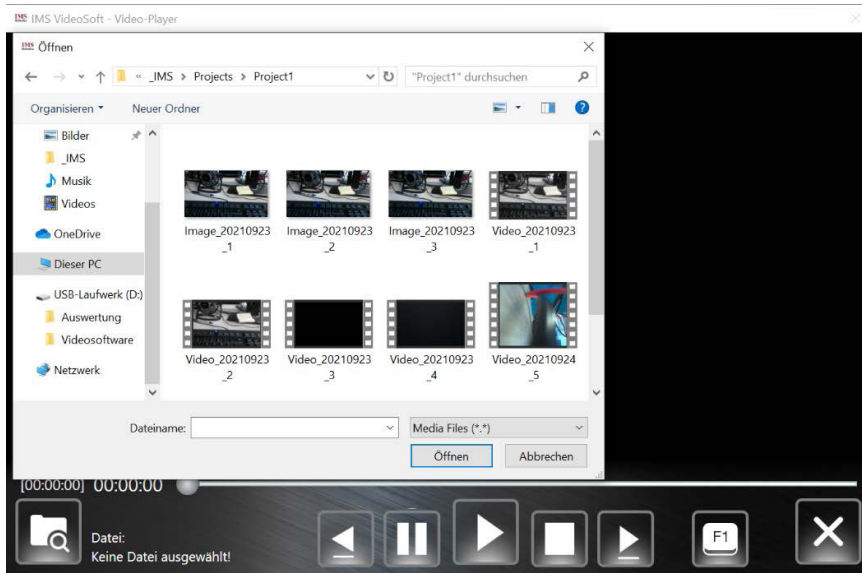 IMS IMS VideoSoft - Video-Player
IMS Öffnen
« _IMS > Projects > Project1
"Project1" durchsuchen
Organisieren
Neuer Ordner
?
Bilder
_IMS
Musik
Videos
OneDrive
Dieser PC
USB-Laufwerk (D:)
Auswertung
Videosoftware
Netzwerk
Image_20210923
_1
Image_20210923
_2
Image_20210923
_3
Video_20210923
_1
Video_20210923
_2
Video_20210923
_3
Video_20210923
_4
Video_20210924
_5
Dateiname:
Media Files (*.*)
Öffnen
Abbrechen
[00:00:00] 00:00:00
Datei:
Keine Datei ausgewählt!
F1